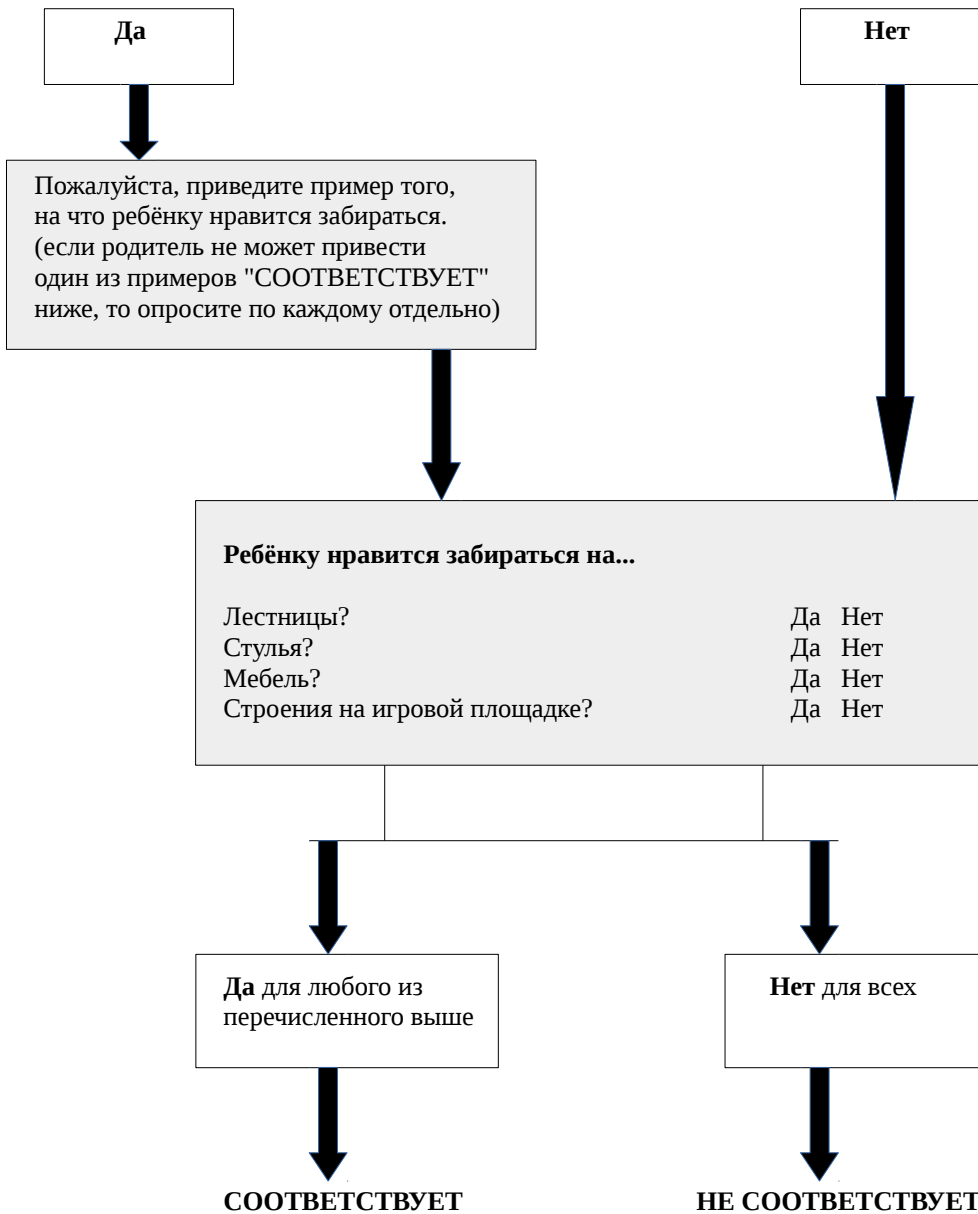 Да
Нет
Пожалуйста, приведите пример того,
на что ребёнку нравится забираться.
(если родитель не может привести
один из примеров "СООТВЕТСТВУЕТ"
ниже, то опросите по каждому отдельно)
Ребёнку нравится забираться на...
Лестницы? Да Нет
Стулья? Да Нет
Мебель? Да Нет
Строения на игровой площадке? Да Нет
Да для любого из
перечисленного выше
Нет для всех
СООТВЕТСТВУЕТ
НЕ СООТВЕТСТВУЕТ